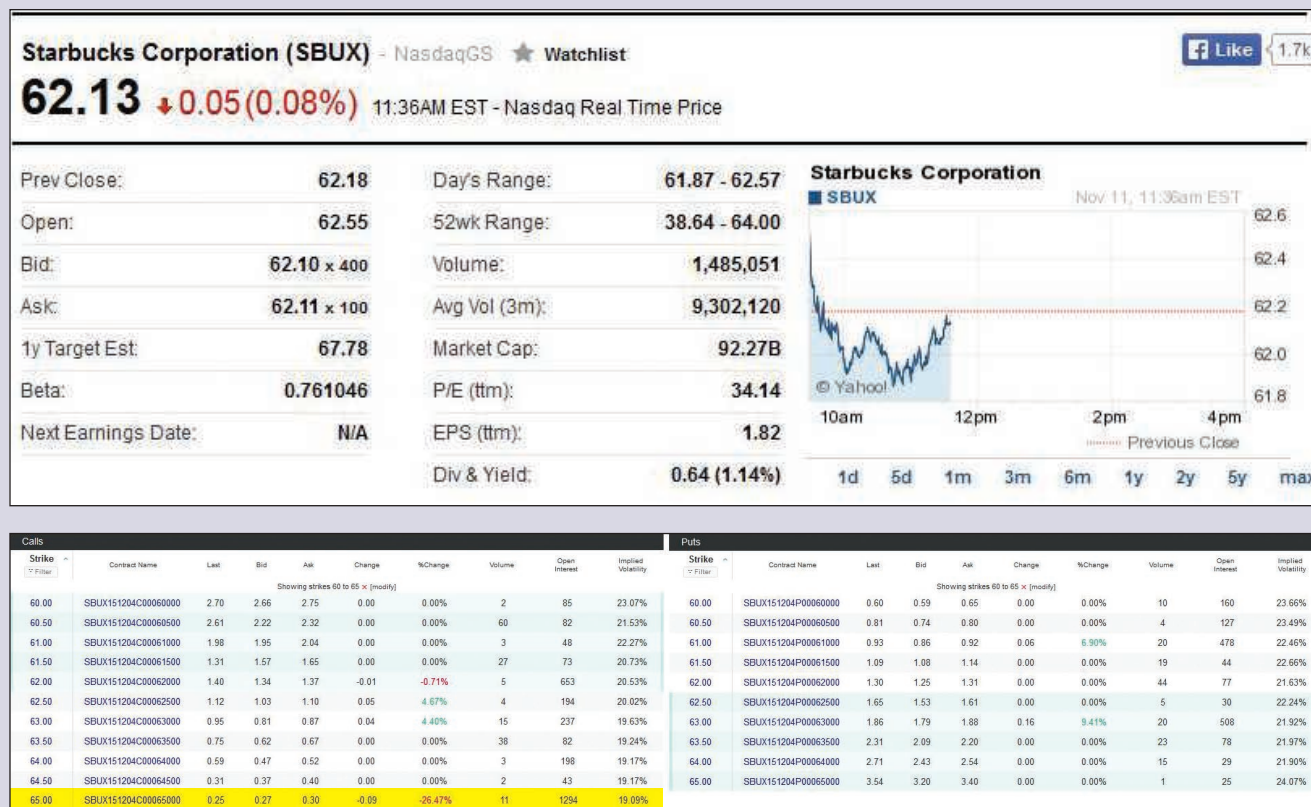 Starbucks Corporation (SBUX) - NasdaqGS ★ Watchlist
Like 1.7k
62.13 0.05(0.08%) 11:36AM EST - Nasdaq Real Time Price
Prev Close: 62.18
Open: 62.55
Bid: 62.10 x 400
Ask: 62.11 x 100
1y Target Est: 67.78
Beta: 0.761046
Next Earnings Date: N/A
Day's Range: 61.87 - 62.57
52wk Range: 38.64 - 64.00
Volume: 1,485,051
Avg Vol (3m): 9,302,120
Market Cap: 92.27B
P/E (ttm): 34.14
EPS (ttm): 1.82
Div & Yield: 0.64 (1.14%)
Starbucks Corporation
SBUX Nov 11, 11:36am EST
62.6
62.4
62.2
62.0
61.8
© Yahoo!
10am 12pm 2pm 4pm
Previous Close
1d 5d 1m 3m 6m 1y 2y 5y max
Calls
Strike Contract Name Last Bid Ask Change %Change Volume Open Interest Implied Volatility
Filter
Showing strikes 60 to 65 x [modify]
60.00 SBUX151204C00060000 2.70 2.66 2.75 0.00 0.00% 2 85 23.07%
60.50 SBUX151204C00060500 2.61 2.22 2.32 0.00 0.00% 60 82 21.53%
61.00 SBUX151204C00061000 1.98 1.95 2.04 0.00 0.00% 3 48 22.27%
61.50 SBUX151204C00061500 1.31 1.57 1.65 0.00 0.00% 27 73 20.73%
62.00 SBUX151204C00062000 1.40 1.34 1.37 -0.01 -0.71% 5 653 20.53%
62.50 SBUX151204C00062500 1.12 1.03 1.10 0.05 4.67% 4 194 20.02%
63.00 SBUX151204C00063000 0.95 0.81 0.87 0.04 4.40% 15 237 19.63%
63.50 SBUX151204C00063500 0.75 0.62 0.67 0.00 0.00% 38 82 19.24%
64.00 SBUX151204C00064000 0.59 0.47 0.52 0.00 0.00% 3 198 19.17%
64.50 SBUX151204C00064500 0.31 0.37 0.40 0.00 0.00% 2 43 19.17%
65.00 SBUX151204C00065000 0.25 0.27 0.30 -0.09 -26.47% 11 1294 19.09%
Puts
Strike Contract Name Last Bid Ask Change %Change Volume Open Interest Implied Volatility
Filter
Showing strikes 60 to 65 x [modify]
60.00 SBUX151204P00060000 0.60 0.59 0.65 0.00 0.00% 10 160 23.66%
60.50 SBUX151204P00060500 0.81 0.74 0.80 0.00 0.00% 4 127 23.49%
61.00 SBUX151204P00061000 0.93 0.86 0.92 0.06 6.90% 20 478 22.46%
61.50 SBUX151204P00061500 1.09 1.08 1.14 0.00 0.00% 19 44 22.66%
62.00 SBUX151204P00062000 1.30 1.25 1.31 0.00 0.00% 44 77 21.63%
62.50 SBUX151204P00062500 1.65 1.53 1.61 0.00 0.00% 5 30 22.24%
63.00 SBUX151204P00063000 1.86 1.79 1.88 0.16 9.41% 20 508 21.92%
63.50 SBUX151204P00063500 2.31 2.09 2.20 0.00 0.00% 23 78 21.97%
64.00 SBUX151204P00064000 2.71 2.43 2.54 0.00 0.00% 15 29 21.90%
65.00 SBUX151204P00065000 3.54 3.20 3.40 0.00 0.00% 1 25 24.07%